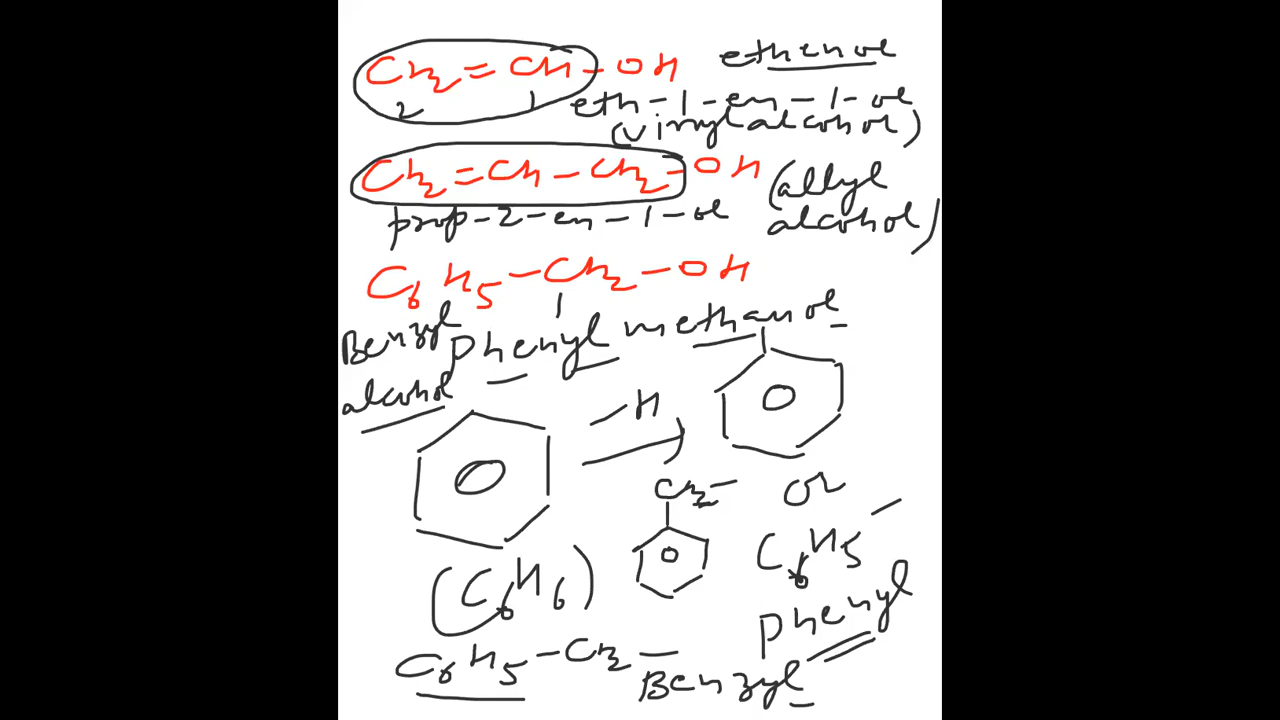 CH2 = CH - OH ethenol
2 1 eth-1-en-1-ol
(vinyl alcohol)
CH2 = CH - CH2 - OH (allyl
prop-2-en-1-ol alcohol)
C6H5 - CH2 - OH
1
Benzyl phenyl methanol
alcohol
-H
CH2- or
C6H5 -
(C6H6)
phenyl
C6H5 - CH2 -
Benzyl